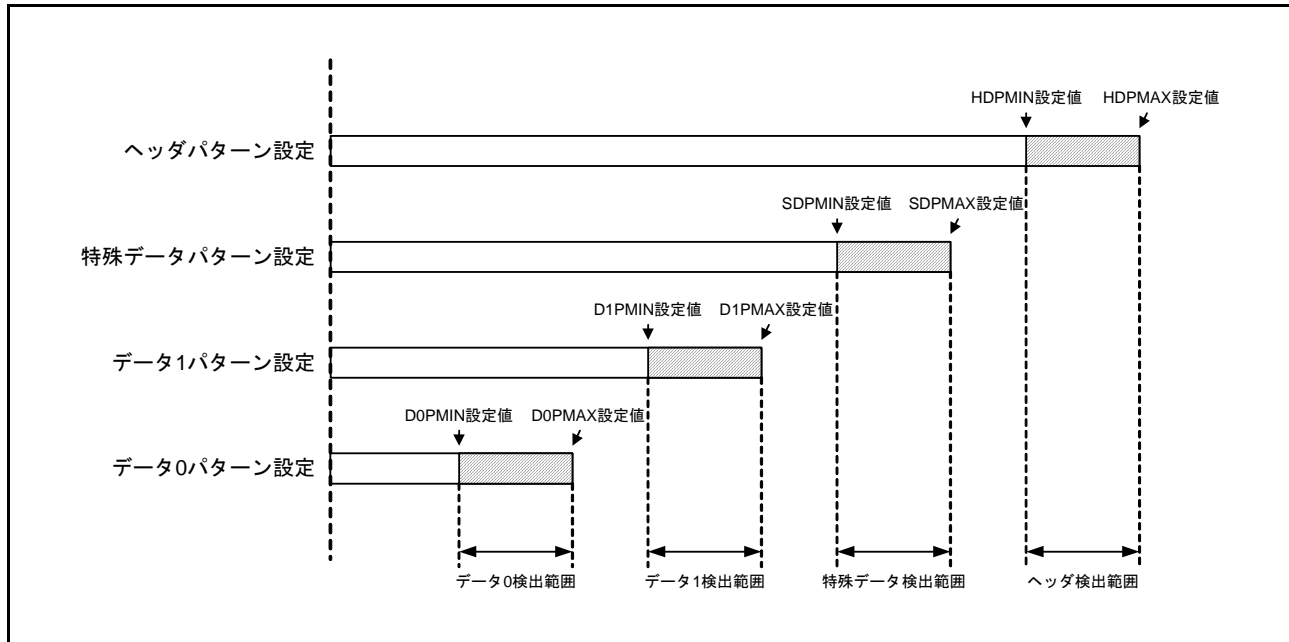 HDPMIN設定値 HDPMAX設定値
ヘッダパターン設定
SDPMIN設定値 SDPMAX設定値
特殊データパターン設定
D1PMIN設定値 D1PMAX設定値
データ1パターン設定
D0PMIN設定値 D0PMAX設定値
データ0パターン設定
データ0検出範囲 データ1検出範囲 特殊データ検出範囲 ヘッダ検出範囲